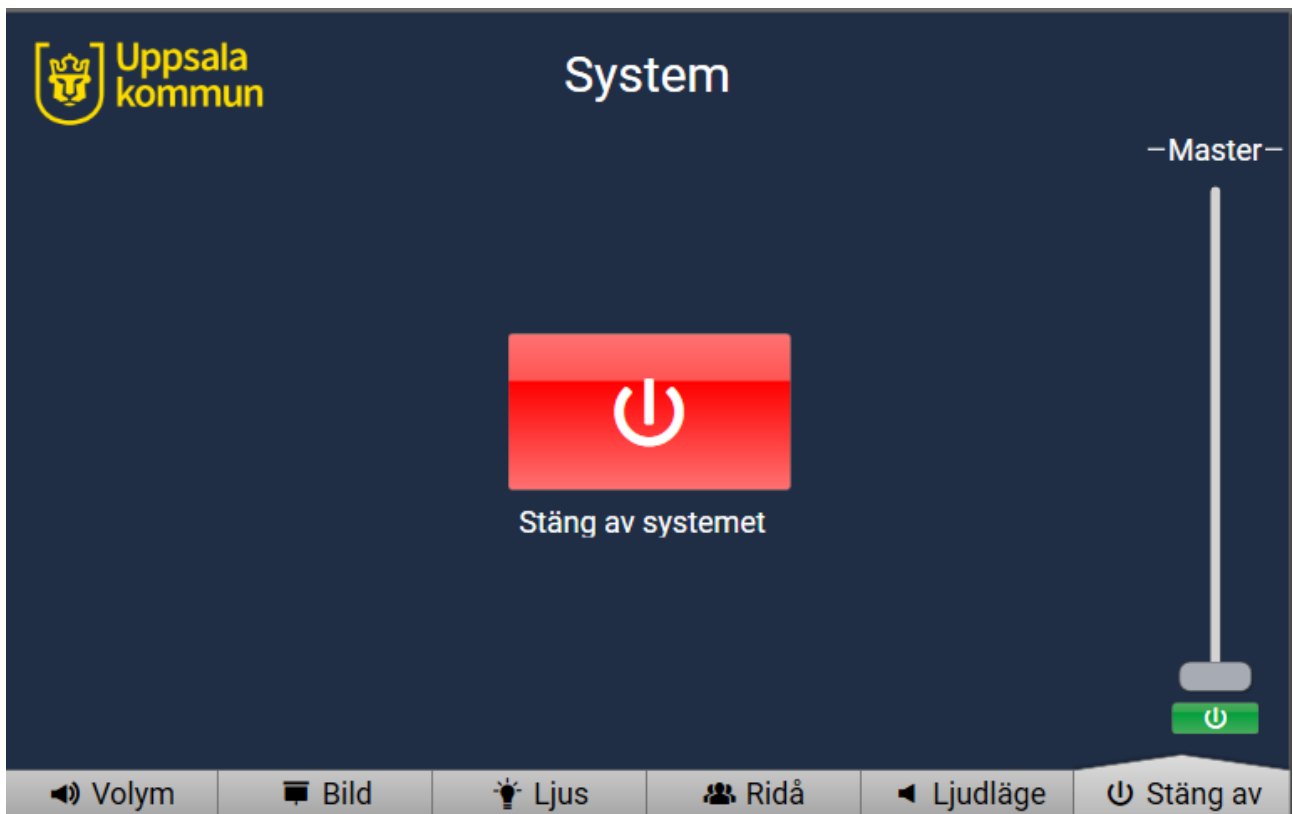 Uppsala
kommun
System
–Master–
Stäng av systemet
Volym
Bild
Ljus
Ridå
Ljudläge
Stäng av